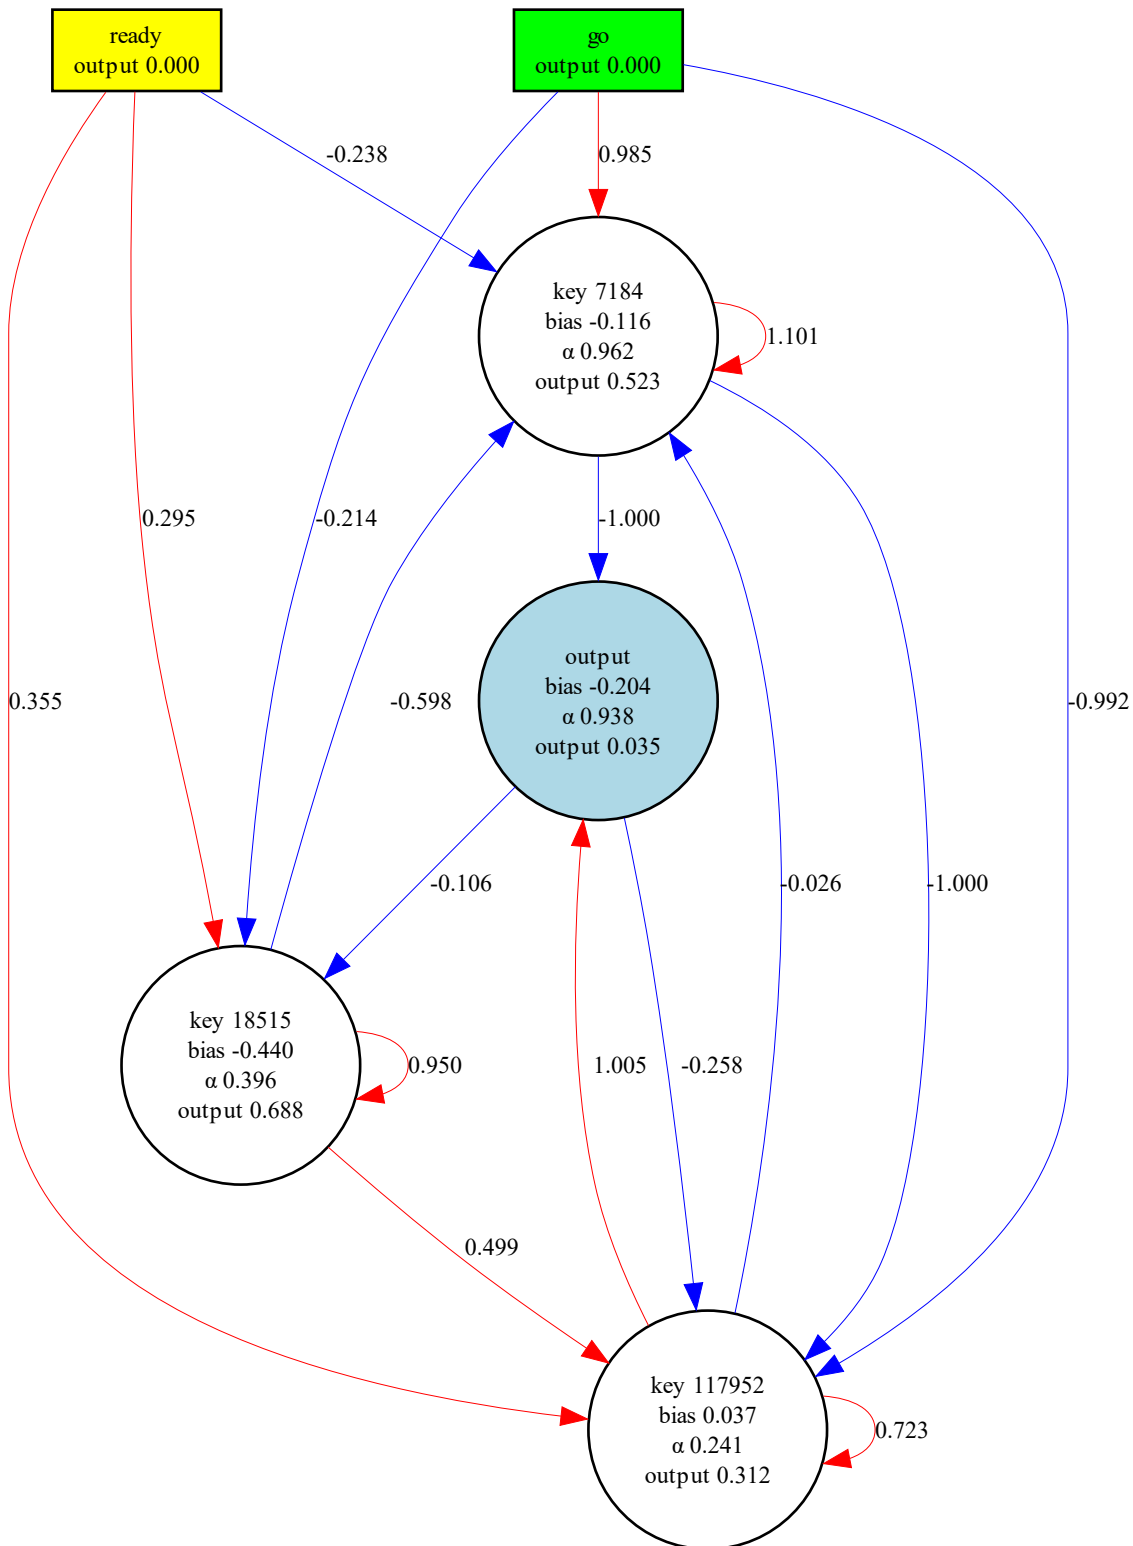 ready
output 0.000
go
output 0.000
-0.238
0.985
key 7184
bias -0.116
α 0.962
output 0.523
1.101
0.295
-0.214
-1.000
output
bias -0.204
α 0.938
output 0.035
0.355
-0.598
-0.992
-0.106
-0.026
-1.000
key 18515
bias -0.440
α 0.396
output 0.688
0.950
1.005
-0.258
0.499
key 117952
bias 0.037
α 0.241
output 0.312
0.723